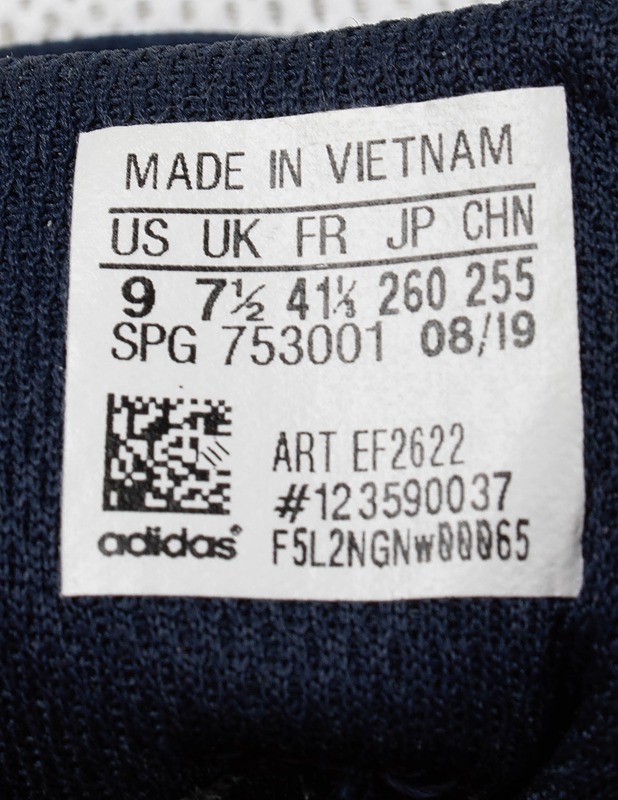 MADE IN VIETNAM
US UK FR JP CHN
9 7½ 41⅓ 260 255
SPG 753001 08/19
ART EF2622
#123590037
adidas®
F5L2NGNW00065